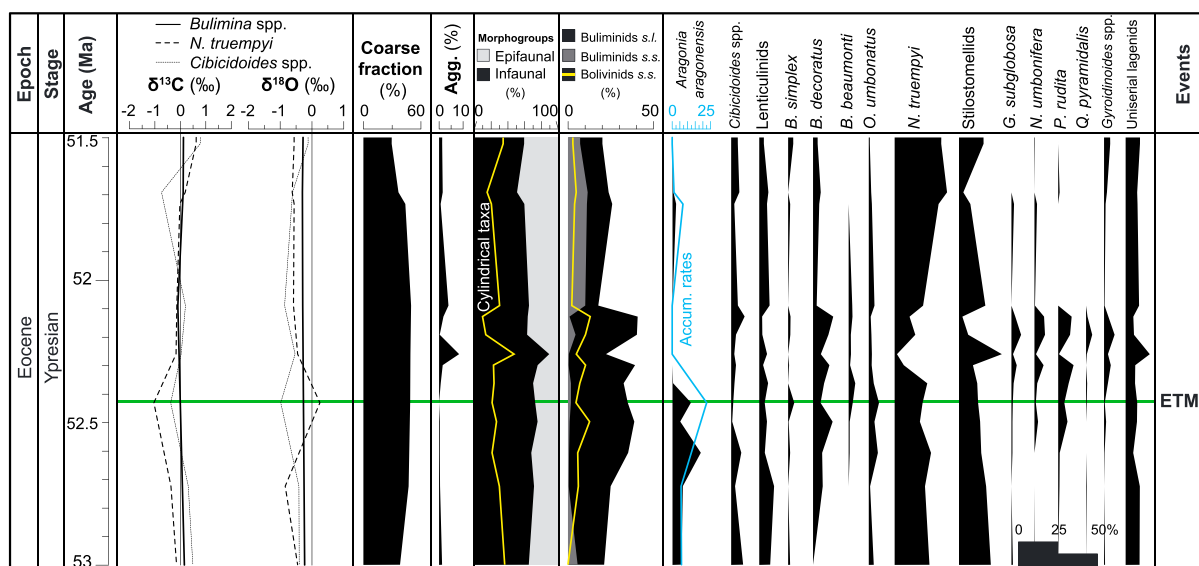 Epoch
Stage
Age (Ma)
Bulimina spp.
N. truempyi
Cibicidoides spp.
δ¹³C (‰)
δ¹⁸O (‰)
-2 -1 0 1 2
-2 -1 0 1
Coarse
fraction
(%)
0 60
Agg. (%)
0 10
Morphogroups
Epifaunal
Infaunal
(%)
0 100
Buliminids s.l.
Buliminids s.s.
Bolivinids s.s.
(%)
0 50
Aragonia
aragonensis
0 25
Cibicidoides spp.
Lenticulinids
B. simplex
B. decoratus
B. beaumonti
O. umbonatus
N. truempyi
Stilostomellids
G. subglobosa
N. umbonifera
P. rudita
Q. pyramidalis
Gyroidinoides spp.
Uniserial lagenids
Events
Eocene
Ypresian
51.5
52
52.5
53
Cylindrical taxa
Accum. rates
ETM
0 25 50%